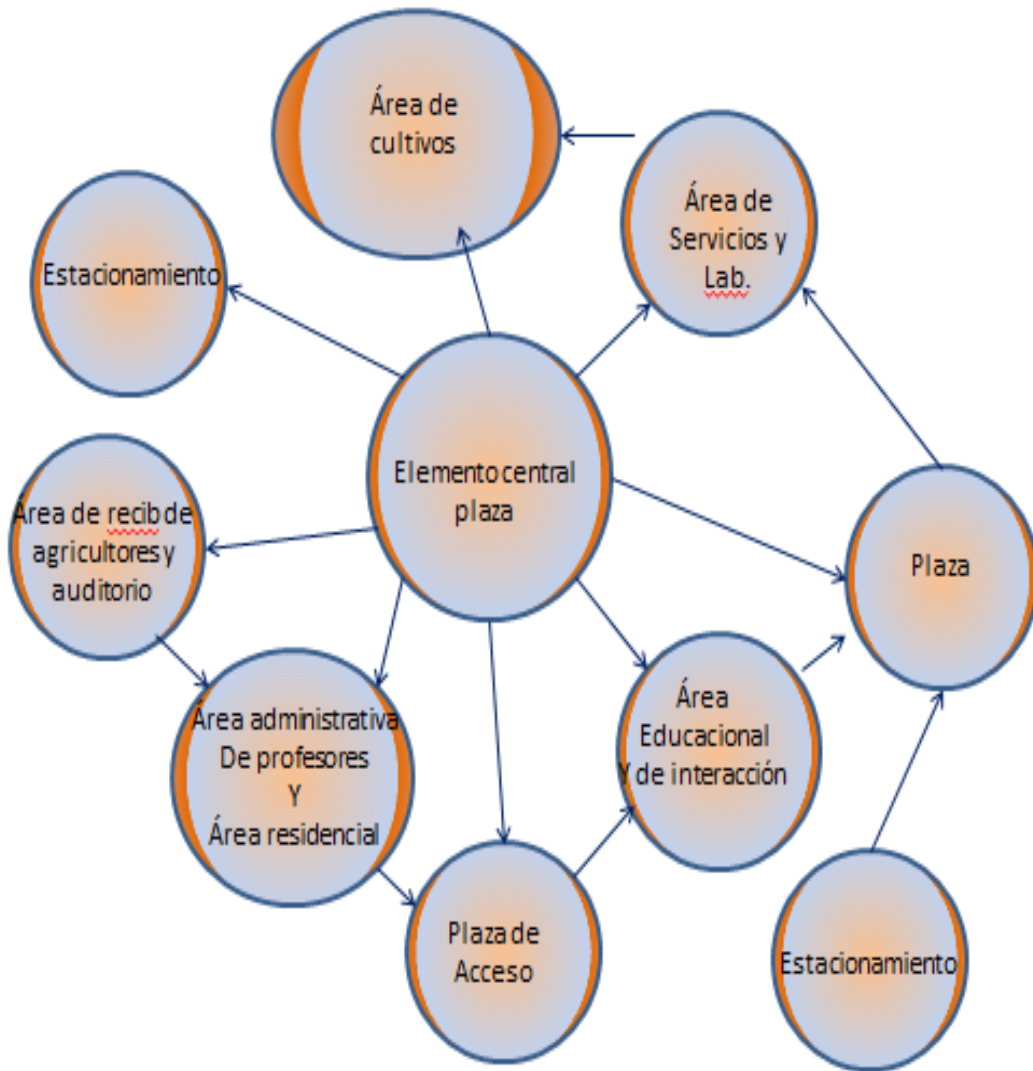 Área de
cultivos
Área de
Servicios y
Lab.
Estacionamiento
Elemento central
plaza
Área de recib de
agricultores y
auditorio
Plaza
Área administrativa
De profesores
Y
Área residencial
Área
Educacional
Y de interacción
Plaza de
Acceso
Estacionamiento